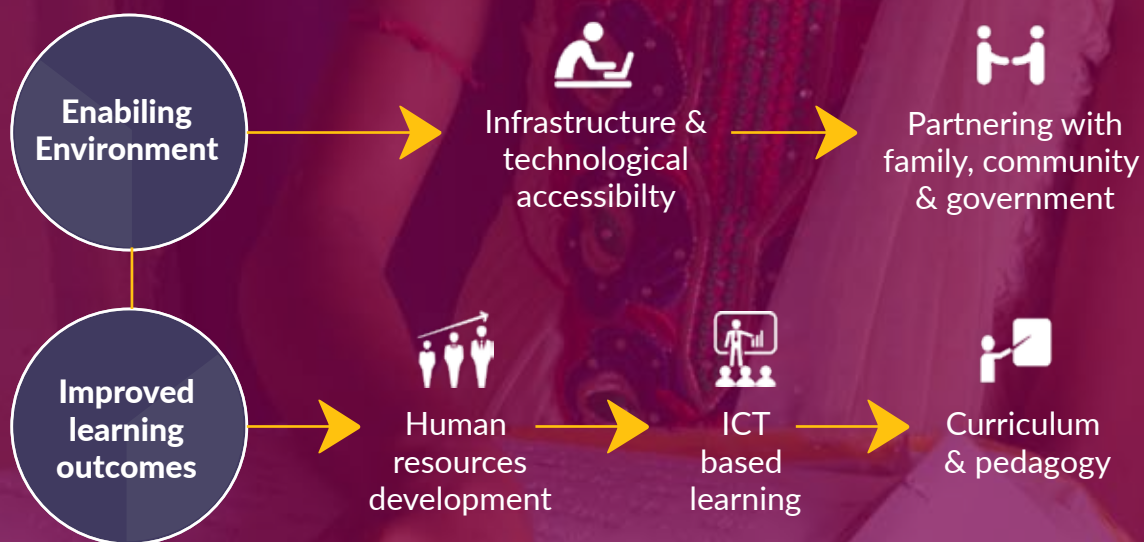 Enabiling
Environment
Infrastructure &
technological
accessibilty
Partnering with
family, community
& government
Improved
learning
outcomes
Human
resources
development
ICT
based
learning
Curriculum
& pedagogy